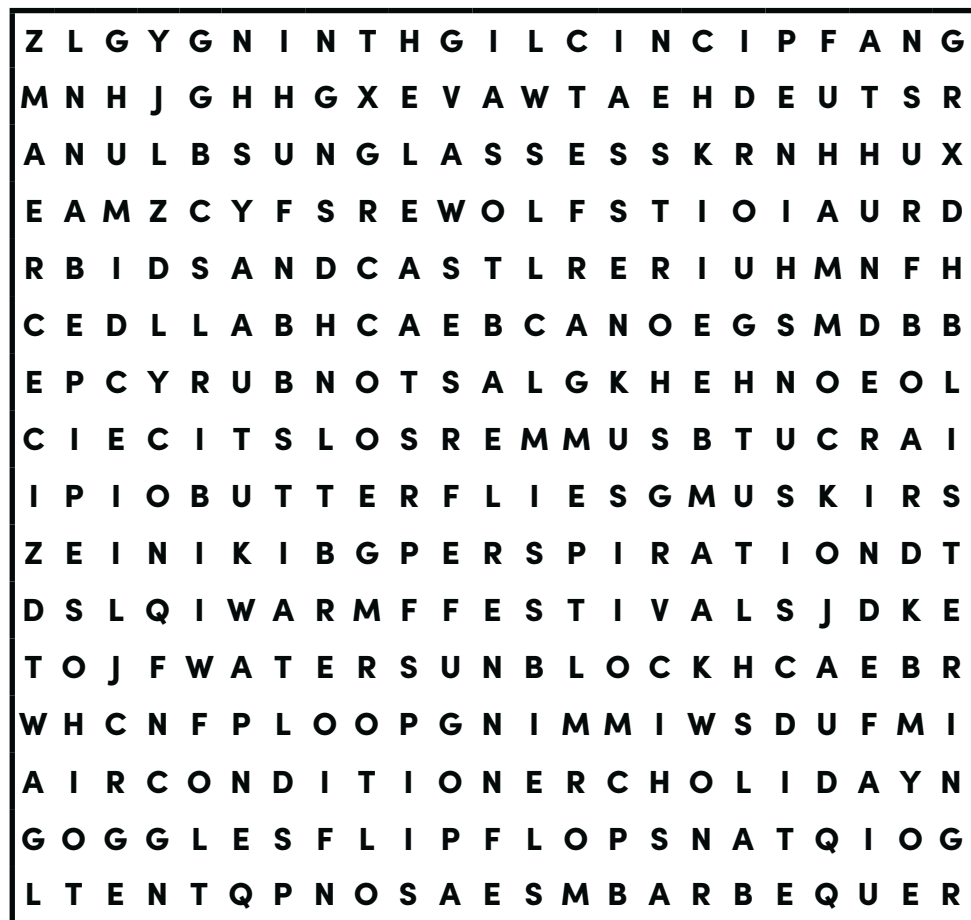 Z L G Y G N I N T H G I L C I N C I P F A N G
M N H J G H H G X E V A W T A E H D E U T S R
A N U L B S U N G L A S S E S S K R N H H U X
E A M Z C Y F S R E W O L F S T I O I A U R D
R B I D S A N D C A S T L R E R I U H M N F H
C E D L L A B H C A E B C A N O E G S M D B B
E P C Y R U B N O T S A L G K H E H N O E O L
C I E C I T S L O S R E M M U S B T U C R A I
I P I O B U T T E R F L I E S G M U S K I R S
Z E I N I K I B G P E R S P I R A T I O N D T
D S L Q I W A R M F F E S T I V A L S J D K E
T O J F W A T E R S U N B L O C K H C A E B R
W H C N F P L O O P G N I M M I W S D U F M I
A I R C O N D I T I O N E R C H O L I D A Y N
G O G G L E S F L I P F L O P S N A T Q I O G
L T E N T Q P N O S A E S M B A R B E Q U E R